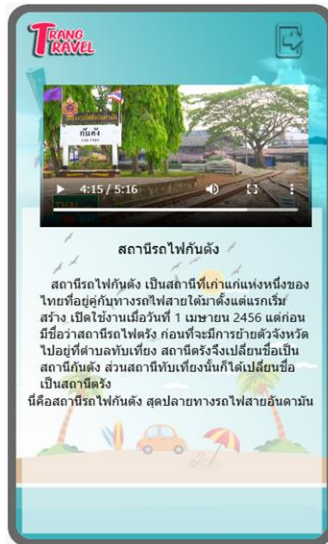 TRANG
TRAVEL
กันตัง
4:15 / 5:16
สถานีรถไฟกันตัง
สถานีรถไฟกันตัง เป็นสถานีที่เก่าแก่แห่งหนึ่งของ
ไทยที่อยู่คู่กับทางรถไฟสายใต้มาตั้งแต่แรกเริ่ม
สร้าง เปิดใช้งานเมื่อวันที่ 1 เมษายน 2456 แต่ก่อน
มีชื่อว่าสถานีรถไฟตรัง ก่อนที่จะมีการย้ายตัวจังหวัด
ไปอยู่ที่ตำบลทับเที่ยง สถานีตรังจึงเปลี่ยนชื่อเป็น
สถานีกันตัง ส่วนสถานีทับเที่ยงนั้นก็ได้เปลี่ยนชื่อ
เป็นสถานีตรัง
นี่คือสถานีรถไฟกันตัง สุดปลายทางรถไฟสายอันดามัน